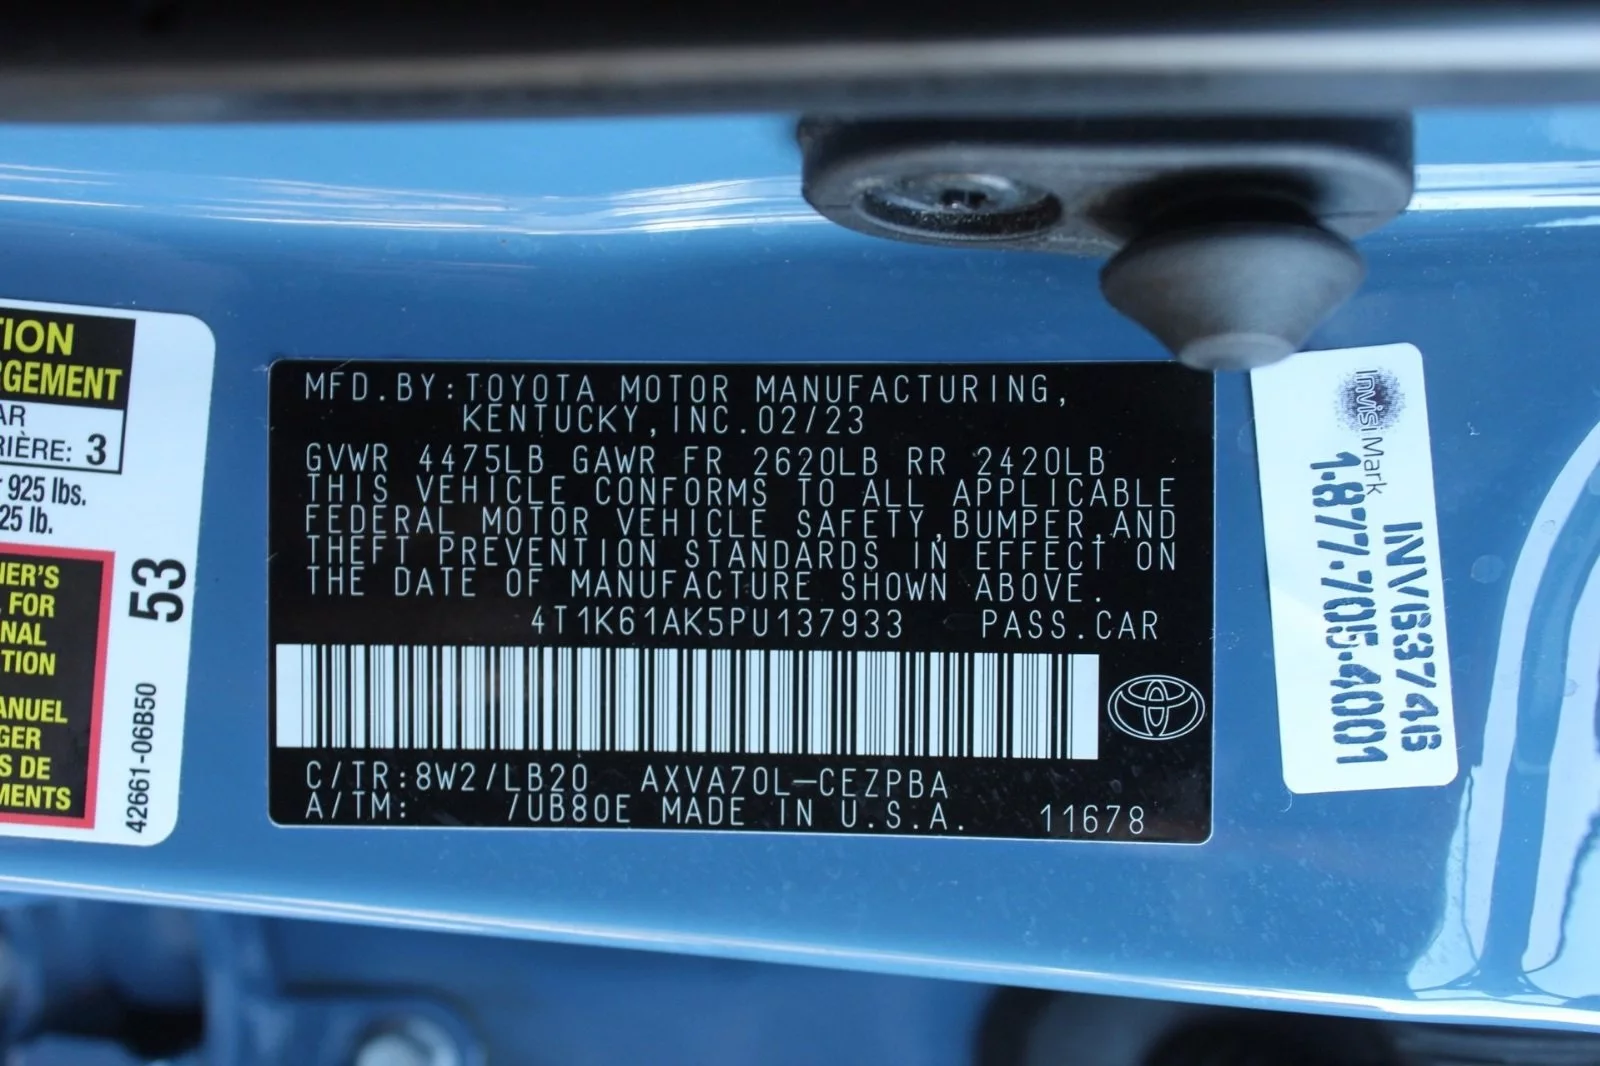 TION
RGEMENT
AR
RIÈRE: 3
925 lbs.
25 lb.
NER'S
FOR
NAL
TION
ANUEL
GER
S DE
MENTS
53
42661-06B50
MFD.BY:TOYOTA MOTOR MANUFACTURING,
KENTUCKY,INC.02/23
GVWR 4475LB GAWR FR 2620LB RR 2420LB
THIS VEHICLE CONFORMS TO ALL APPLICABLE
FEDERAL MOTOR VEHICLE SAFETY,BUMPER,AND
THEFT PREVENTION STANDARDS IN EFFECT ON
THE DATE OF MANUFACTURE SHOWN ABOVE.
4T1K61AK5PU137933 PASS.CAR
C/TR:8W2/LB20 AXVA70L-CEZPBA
A/TM: /UB80E MADE IN U.S.A. 11678
InvisiMark
1-877-705-4001